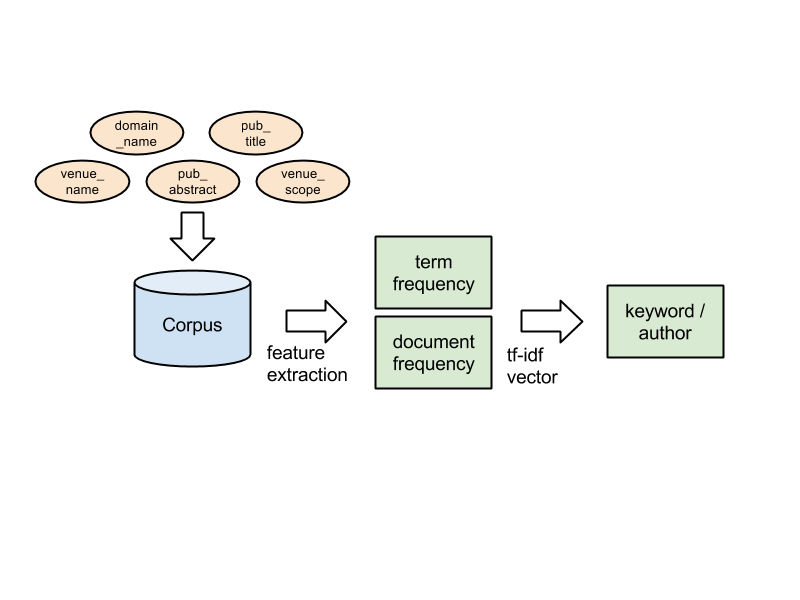 domain
_name
pub_
title
venue_
name
pub_
abstract
venue_
scope
Corpus
feature
extraction
term
frequency
document
frequency
tf-idf
vector
keyword /
author